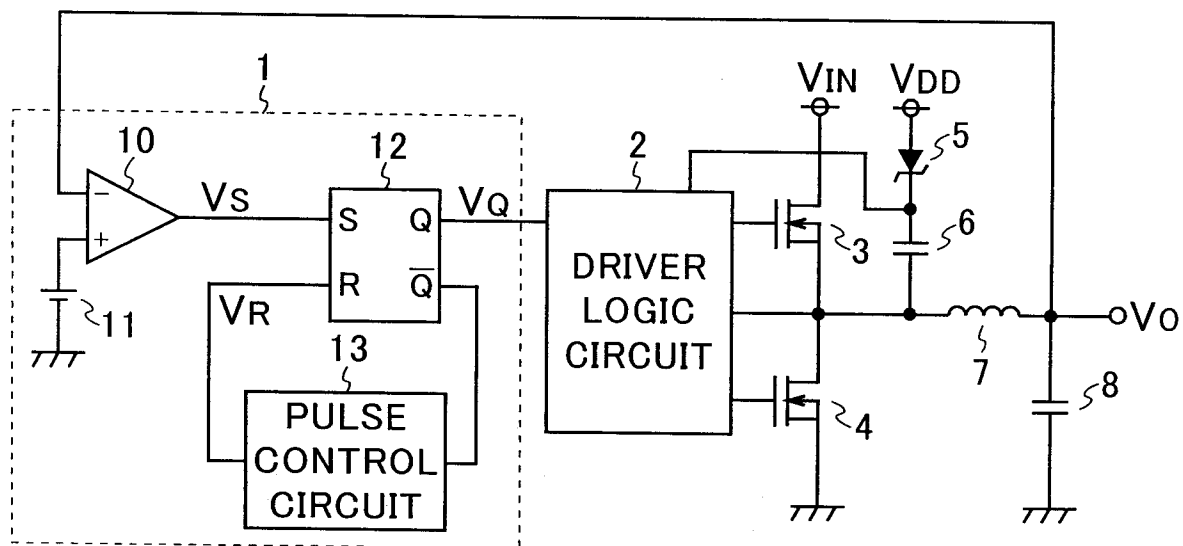 1
VIN
VDD
10
12
2
5
VS
VQ
S
Q
3
6
R
Q̅
DRIVER
LOGIC
CIRCUIT
11
VR
7
VO
13
PULSE
CONTROL
CIRCUIT
4
8
−
+